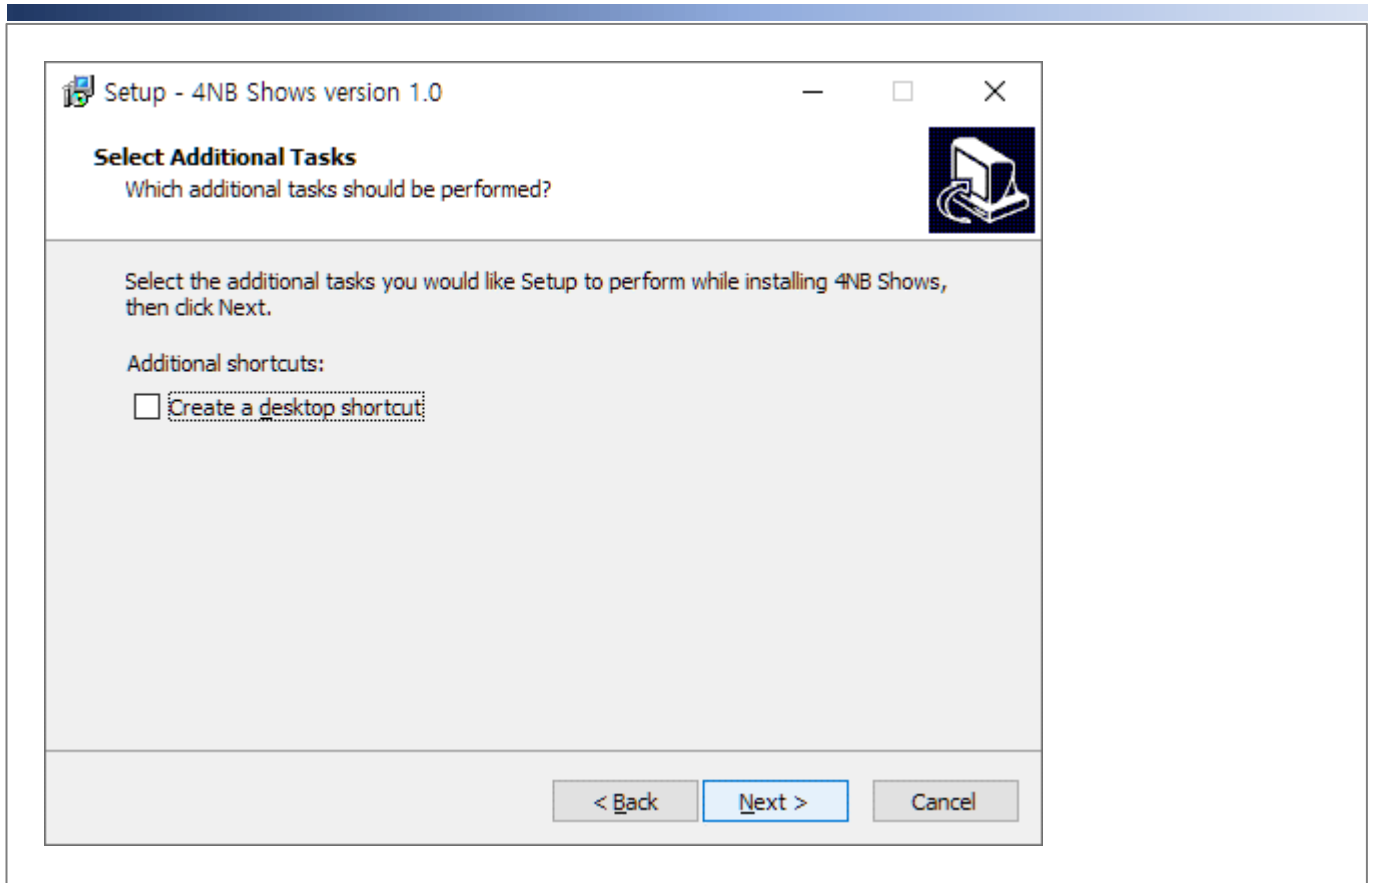 Setup - 4NB Shows version 1.0
Select Additional Tasks
Which additional tasks should be performed?
Select the additional tasks you would like Setup to perform while installing 4NB Shows,
then click Next.
Additional shortcuts:
Create a desktop shortcut
< Back
Next >
Cancel